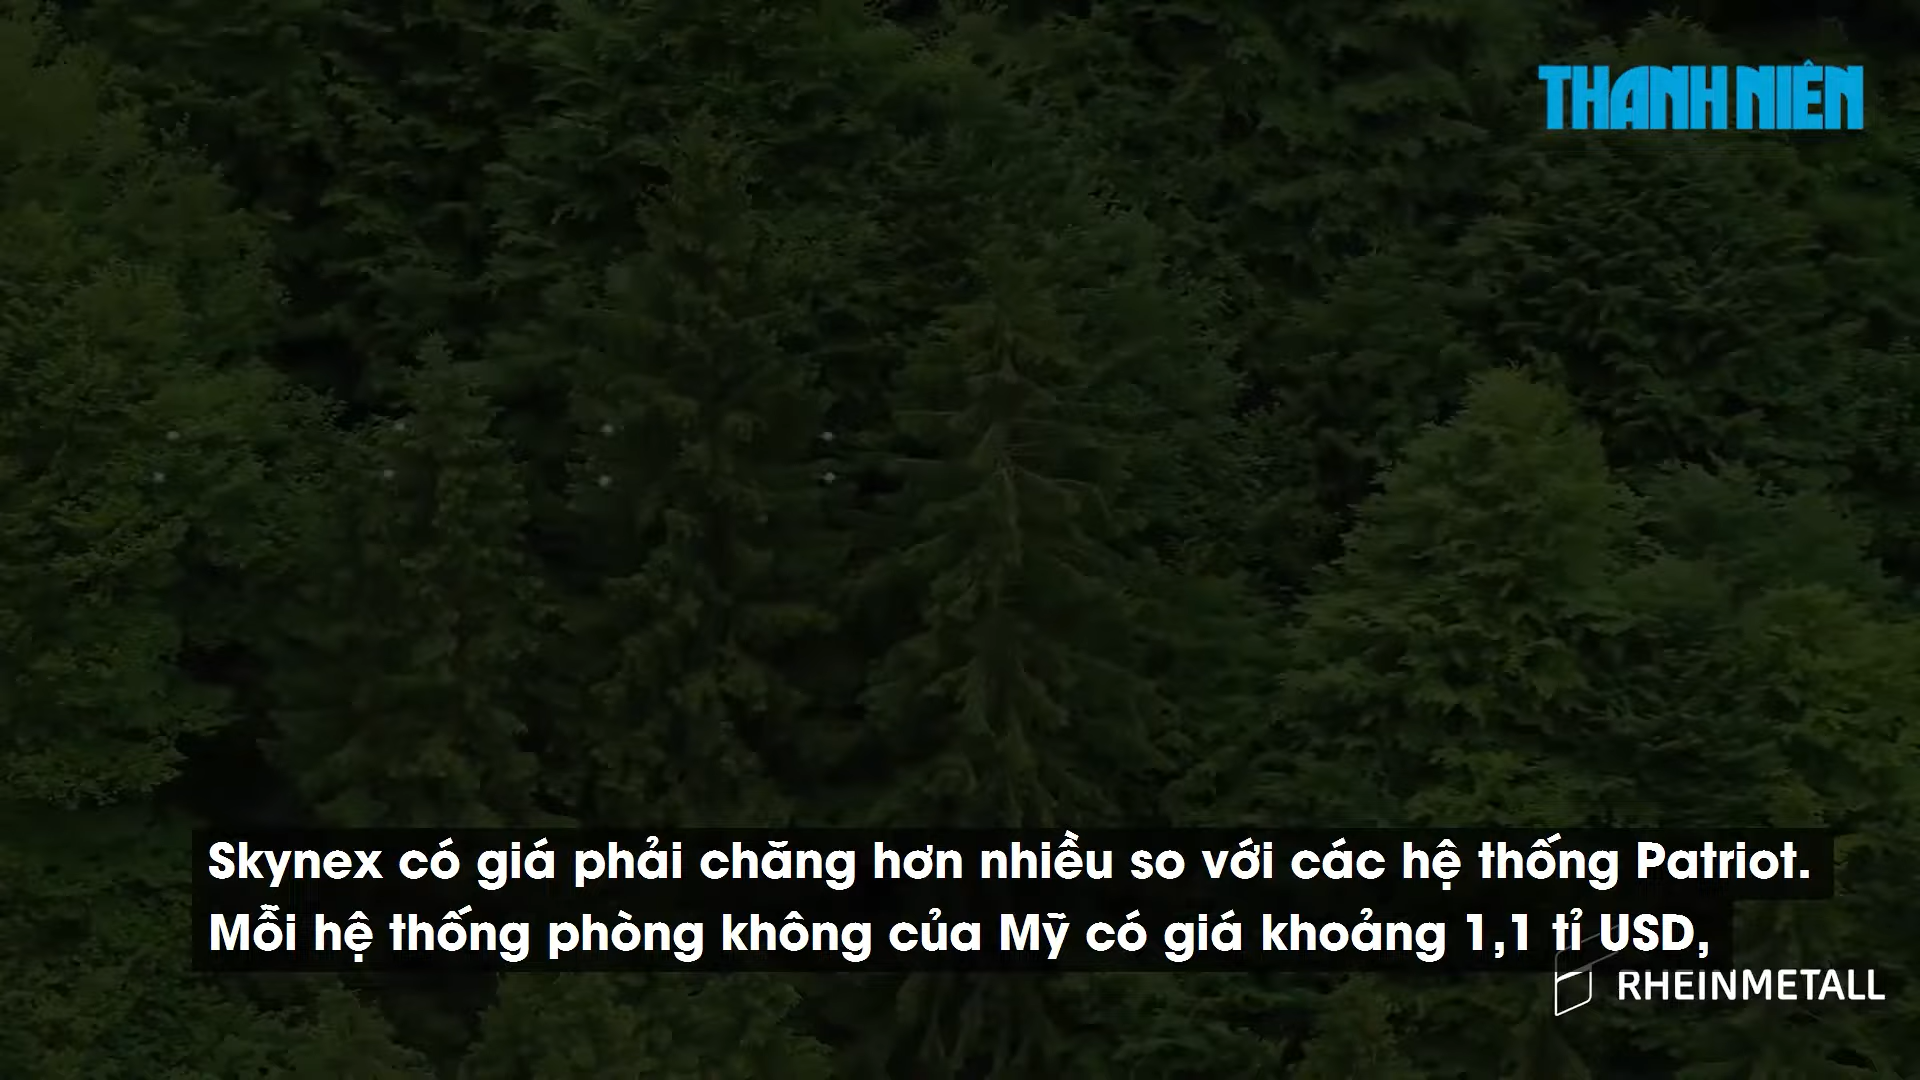 THANH NIÊN
Skynex có giá phải chăng hơn nhiều so với các hệ thống Patriot.
Mỗi hệ thống phòng không của Mỹ có giá khoảng 1,1 tỉ USD,
RHEINMETALL